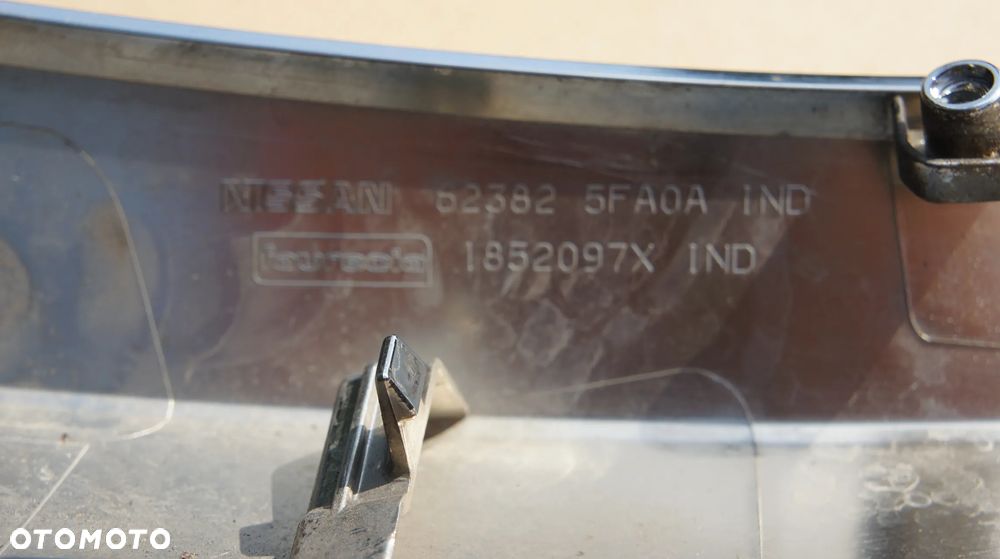 NISSAN 62382 5FA0A IND
faurecia 1852097X IND
OTOMOTO